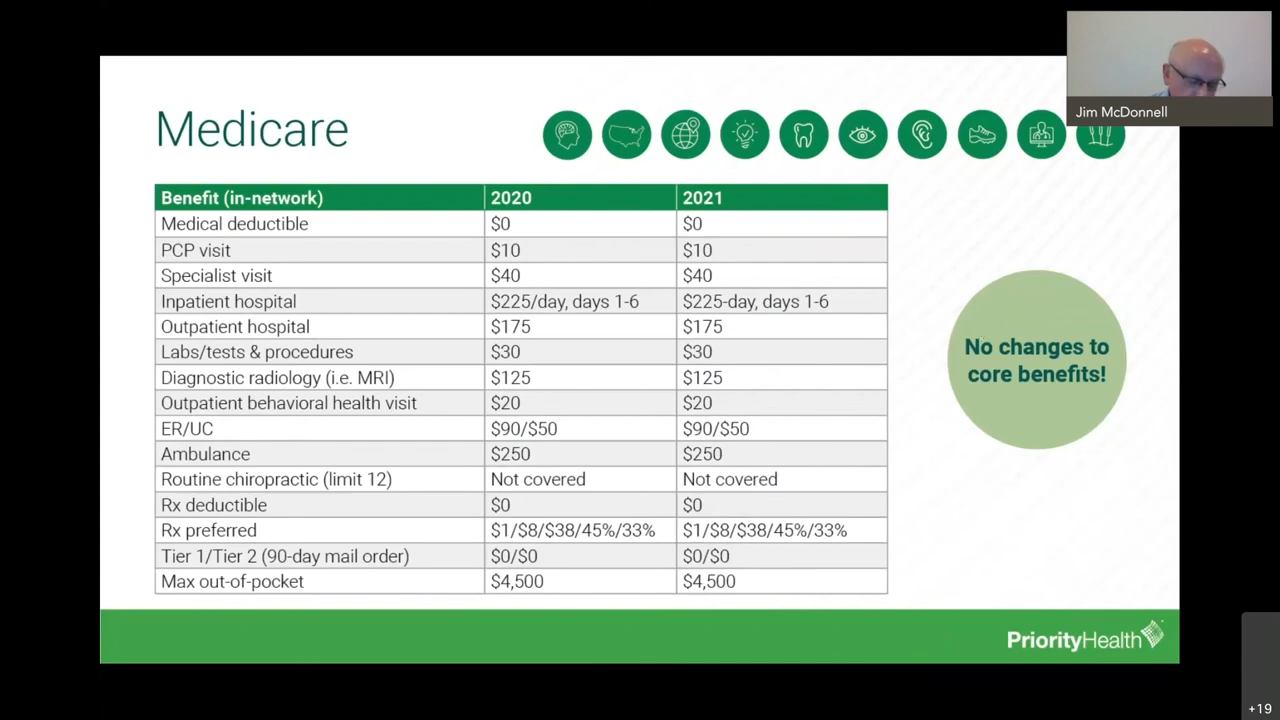 Jim McDonnell
Medicare
Benefit (in-network) 2020 2021
Medical deductible $0 $0
PCP visit $10 $10
Specialist visit $40 $40
Inpatient hospital $225/day, days 1-6 $225-day, days 1-6
Outpatient hospital $175 $175
Labs/tests & procedures $30 $30
Diagnostic radiology (i.e. MRI) $125 $125
Outpatient behavioral health visit $20 $20
ER/UC $90/$50 $90/$50
Ambulance $250 $250
Routine chiropractic (limit 12) Not covered Not covered
Rx deductible $0 $0
Rx preferred $1/$8/$38/45%/33% $1/$8/$38/45%/33%
Tier 1/Tier 2 (90-day mail order) $0/$0 $0/$0
Max out-of-pocket $4,500 $4,500
No changes to
core benefits!
PriorityHealth
+19